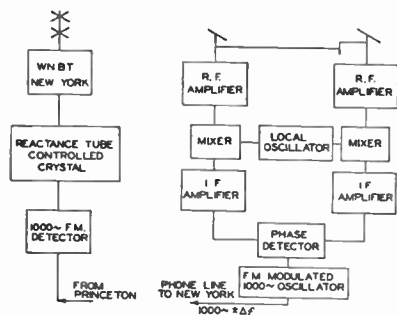 WNBT
NEW YORK
REACTANCE TUBE
CONTROLLED
CRYSTAL
1000~ F.M.
DETECTOR
FROM
PRINCETON
R.F.
AMPLIFIER
R.F.
AMPLIFIER
MIXER
LOCAL
OSCILLATOR
MIXER
I F
AMPLIFIER
I F
AMPLIFIER
PHASE
DETECTOR
F.M. MODULATED
1000~ OSCILLATOR
PHONE LINE
TO NEW YORK
1000~ ±Δf